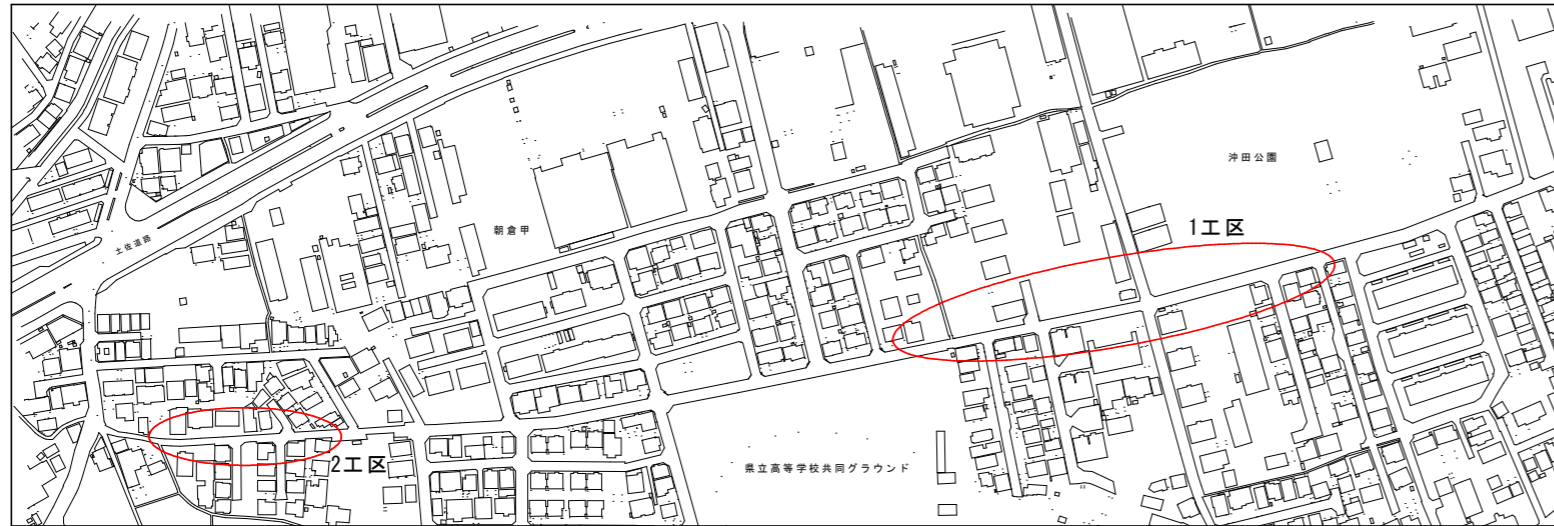 沖田公園
1工区
朝倉甲
土佐道路
2工区
県立高等学校共同グラウンド